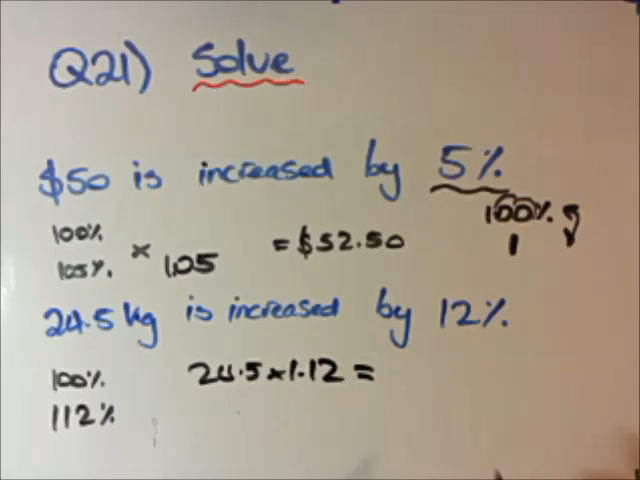 Q21) Solve
$50 is increased by 5%
100% 
105% × 1.05 = $52.50
100%
1
24.5 kg is increased by 12%
100%
112%
24.5 × 1.12 =